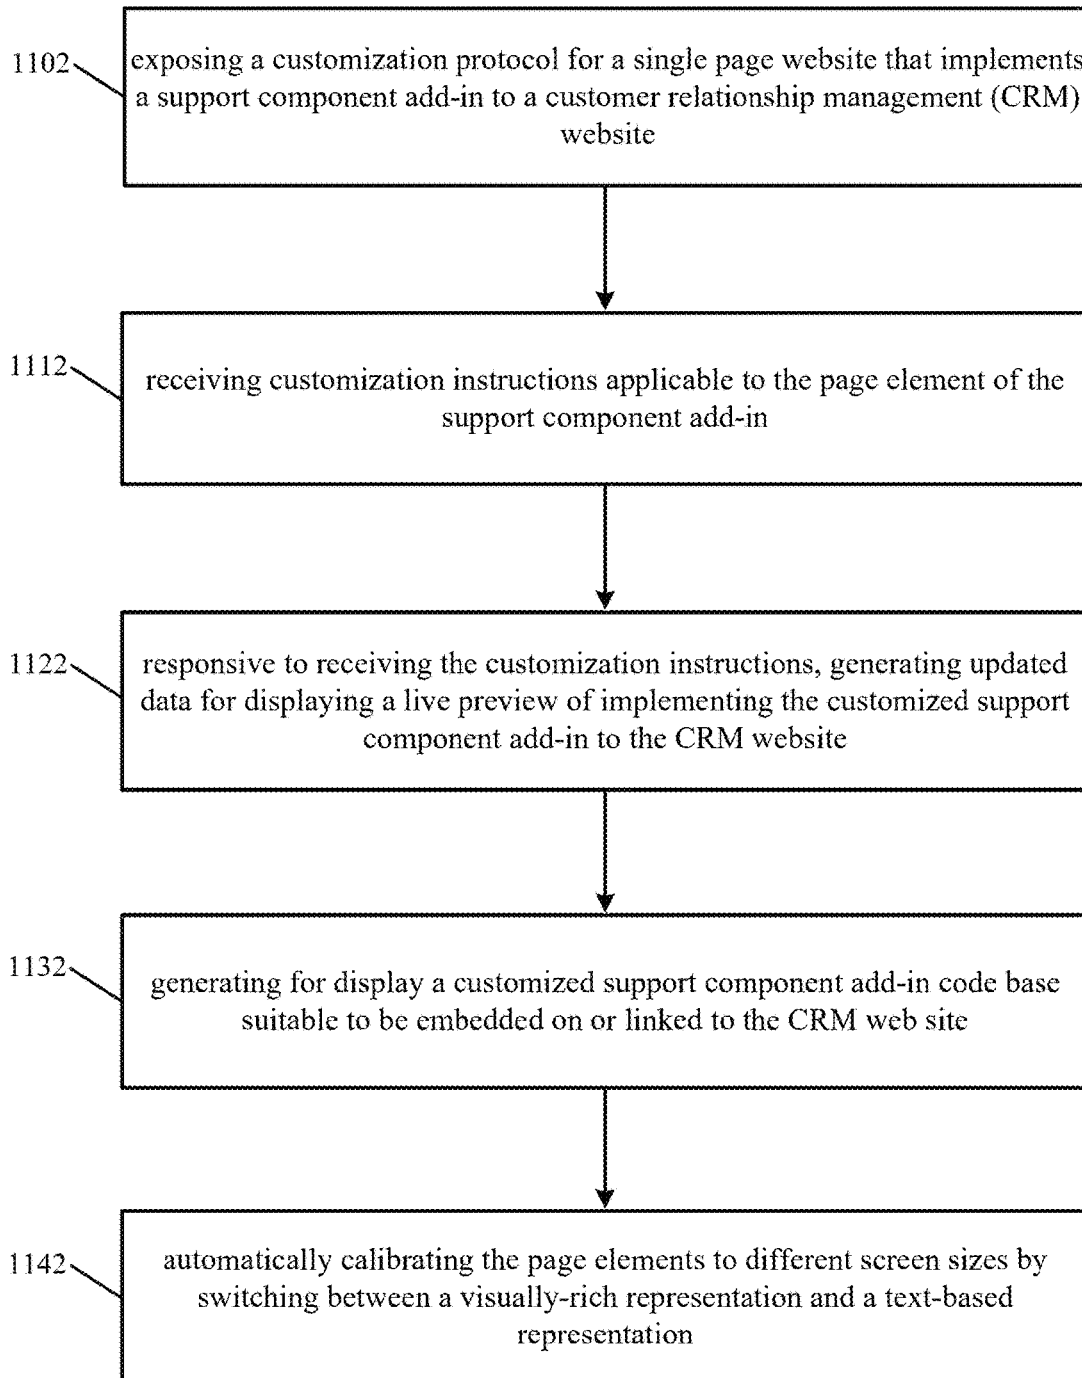 1102
exposing a customization protocol for a single page website that implements
a support component add-in to a customer relationship management (CRM)
website
1112
receiving customization instructions applicable to the page element of the
support component add-in
1122
responsive to receiving the customization instructions, generating updated
data for displaying a live preview of implementing the customized support
component add-in to the CRM website
1132
generating for display a customized support component add-in code base
suitable to be embedded on or linked to the CRM web site
1142
automatically calibrating the page elements to different screen sizes by
switching between a visually-rich representation and a text-based
representation